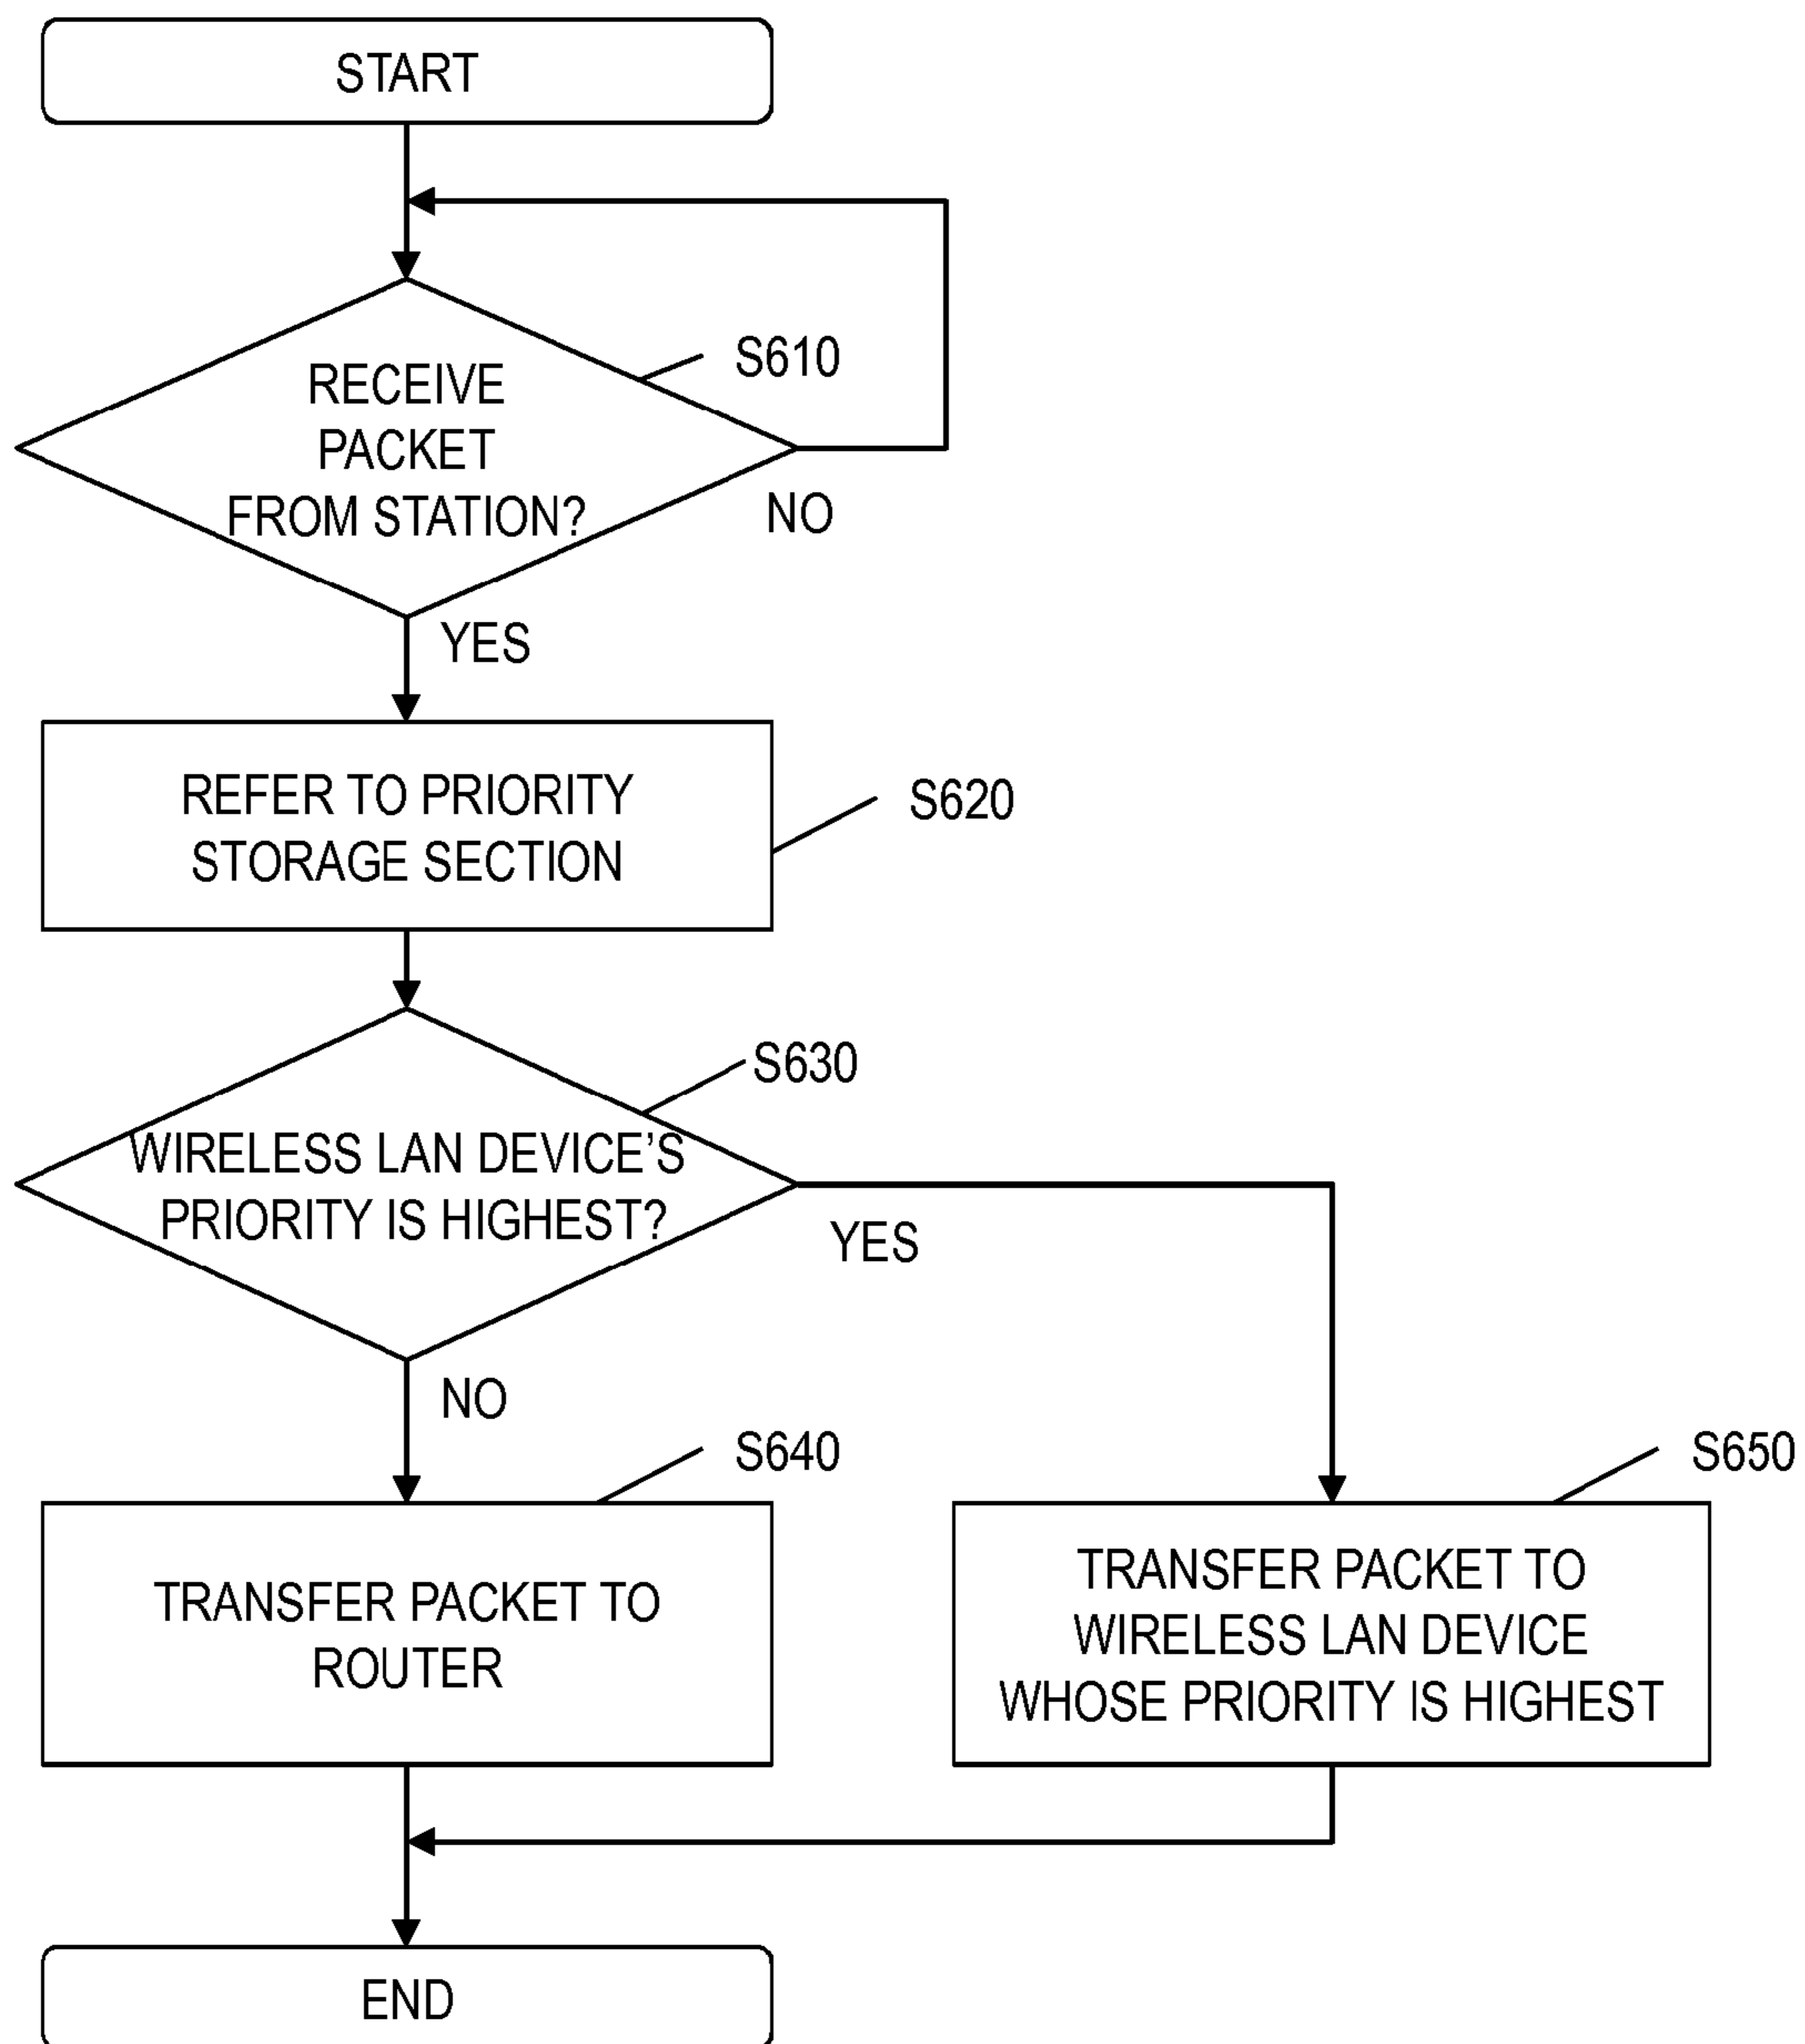 START
S610
RECEIVE
PACKET
FROM STATION?
NO
YES
REFER TO PRIORITY
STORAGE SECTION
S620
S630
WIRELESS LAN DEVICE’S
PRIORITY IS HIGHEST?
YES
NO
S640
S650
TRANSFER PACKET TO
ROUTER
TRANSFER PACKET TO
WIRELESS LAN DEVICE
WHOSE PRIORITY IS HIGHEST
END